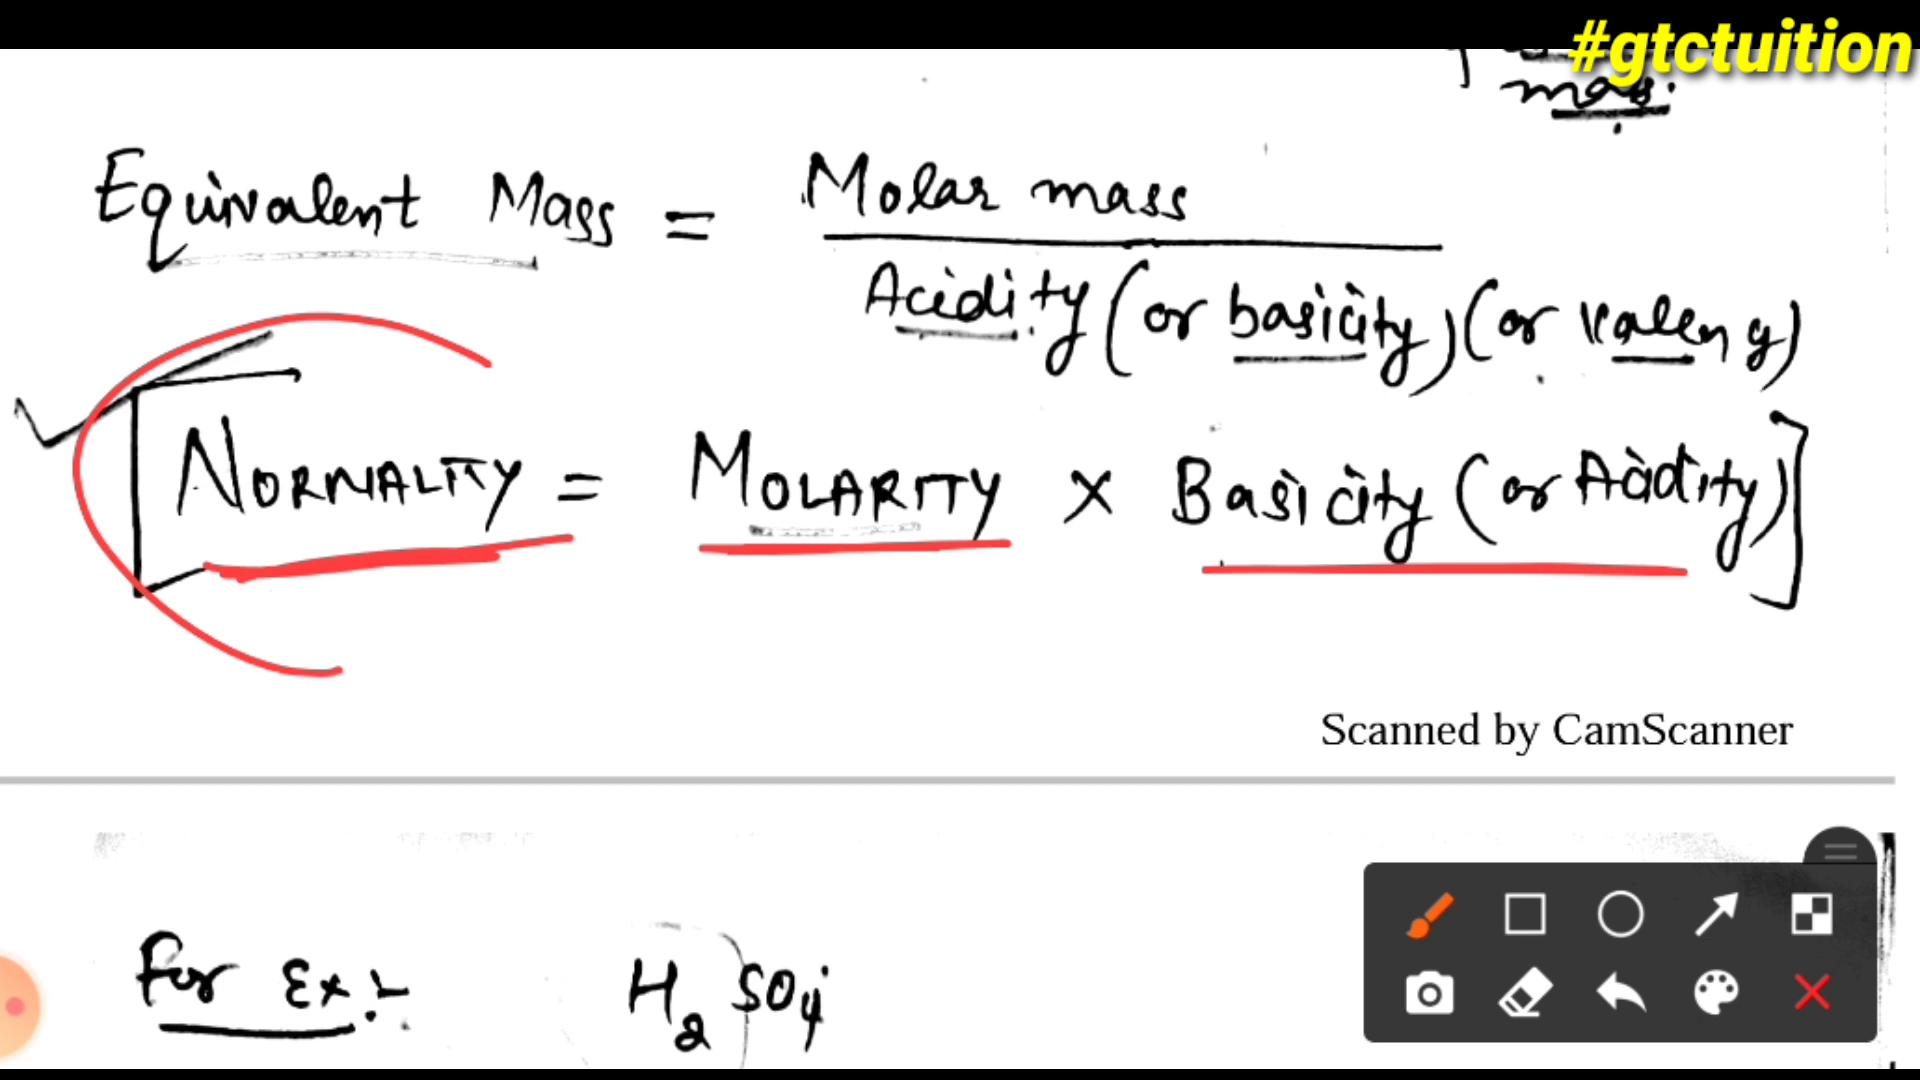 #gtctuition
mass.
Equivalent Mass = Molar mass
Acidity (or basicity) (or valency)
NORMALITY = MOLARITY × Basicity (or Acidity)]
Scanned by CamScanner
For Ex:- H2SO4